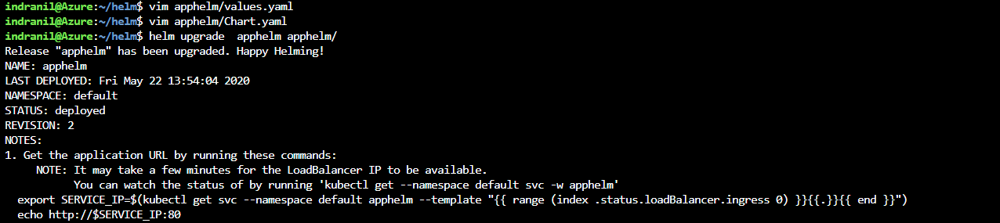 indranil@Azure:~/helm$ vim apphelm/values.yaml
indranil@Azure:~/helm$ vim apphelm/Chart.yaml
indranil@Azure:~/helm$ helm upgrade  apphelm apphelm/
Release "apphelm" has been upgraded. Happy Helming!
NAME: apphelm
LAST DEPLOYED: Fri May 22 13:54:04 2020
NAMESPACE: default
STATUS: deployed
REVISION: 2
NOTES:
1. Get the application URL by running these commands:
     NOTE: It may take a few minutes for the LoadBalancer IP to be available.
           You can watch the status of by running 'kubectl get --namespace default svc -w apphelm'
  export SERVICE_IP=$(kubectl get svc --namespace default apphelm --template "{{ range (index .status.loadBalancer.ingress 0) }}{{.}}{{ end }}")
  echo http://$SERVICE_IP:80